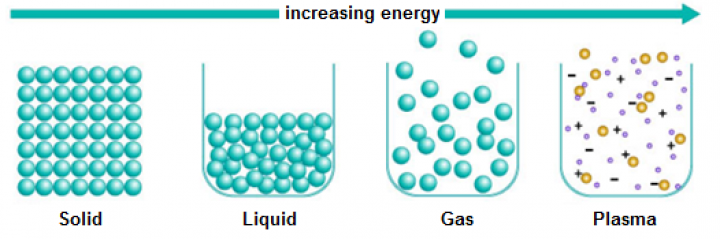 increasing energy
Solid
Liquid
Gas
Plasma